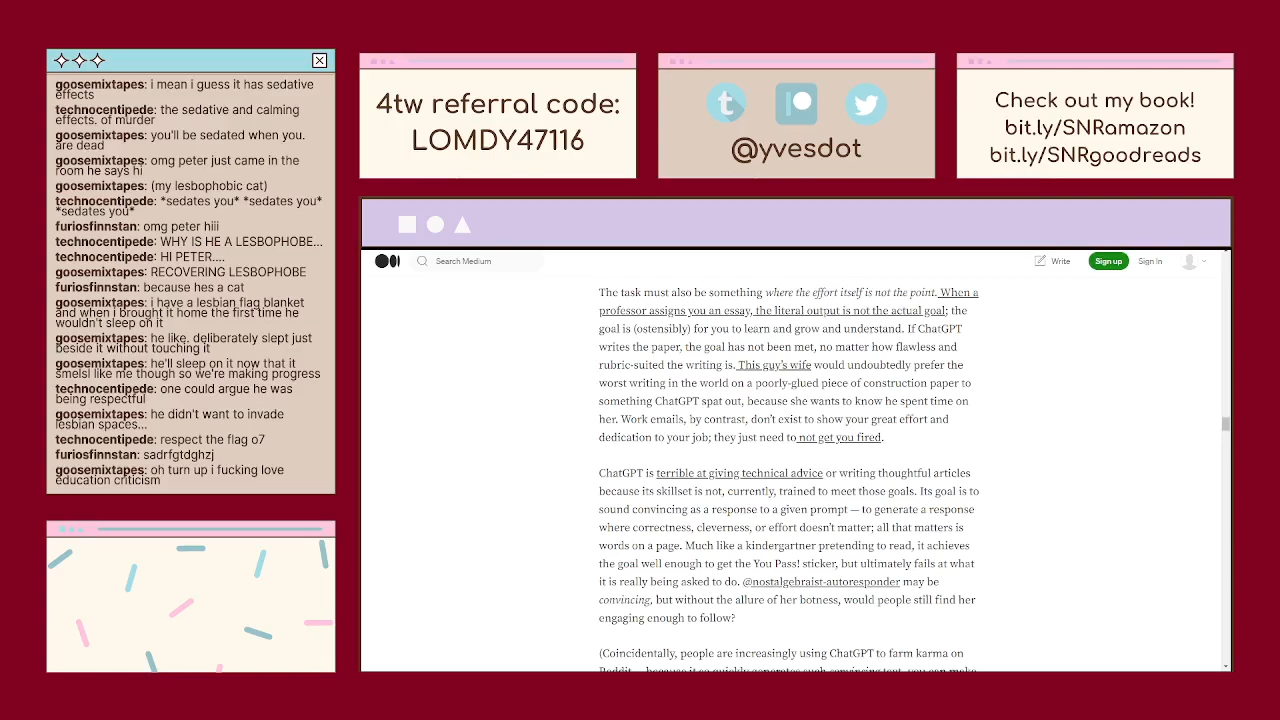 goosemixtapes: i mean i guess it has sedative
effects
technocentipede: the sedative and calming
effects. of murder
goosemixtapes: you'll be sedated when you.
are dead
goosemixtapes: omg peter just came in the
room he says hi
goosemixtapes: (my lesbophobic cat)
technocentipede: *sedates you* *sedates you*
*sedates you*
furiosfinnstan: omg peter hiii
technocentipede: WHY IS HE A LESBOPHOBE...
technocentipede: HI PETER....
goosemixtapes: RECOVERING LESBOPHOBE
furiosfinnstan: because hes a cat
goosemixtapes: i have a lesbian flag blanket
and when i brought it home the first time he
wouldn't sleep on it
goosemixtapes: he like. deliberately slept just
beside it without touching it
goosemixtapes: he'll sleep on it now that it
smelsl like me though so we're making progress
technocentipede: one could argue he was
being respectful
goosemixtapes: he didn't want to invade
lesbian spaces...
technocentipede: respect the flag o7
furiosfinnstan: sadrfgtdghzj
goosemixtapes: oh turn up i fucking love
education criticism
4tw referral code:
LOMDY47116
@yvesdot
Check out my book!
bit.ly/SNRamazon
bit.ly/SNRgoodreads
Search Medium
Write
Sign up
Sign In
The task must also be something where the effort itself is not the point. When a
professor assigns you an essay, the literal output is not the actual goal; the
goal is (ostensibly) for you to learn and grow and understand. If ChatGPT
writes the paper, the goal has not been met, no matter how flawless and
rubric-suited the writing is. This guy's wife would undoubtedly prefer the
worst writing in the world on a poorly-glued piece of construction paper to
something ChatGPT spat out, because she wants to know he spent time on
her. Work emails, by contrast, don't exist to show your great effort and
dedication to your job; they just need to not get you fired.
ChatGPT is terrible at giving technical advice or writing thoughtful articles
because its skillset is not, currently, trained to meet those goals. Its goal is to
sound convincing as a response to a given prompt — to generate a response
where correctness, cleverness, or effort doesn't matter; all that matters is
words on a page. Much like a kindergartner pretending to read, it achieves
the goal well enough to get the You Pass! sticker, but ultimately fails at what
it is really being asked to do. @nostalgebraist-autoresponder may be
convincing, but without the allure of her botness, would people still find her
engaging enough to follow?
(Coincidentally, people are increasingly using ChatGPT to farm karma on
Reddit — because it so quickly generates such convincing text, you can make